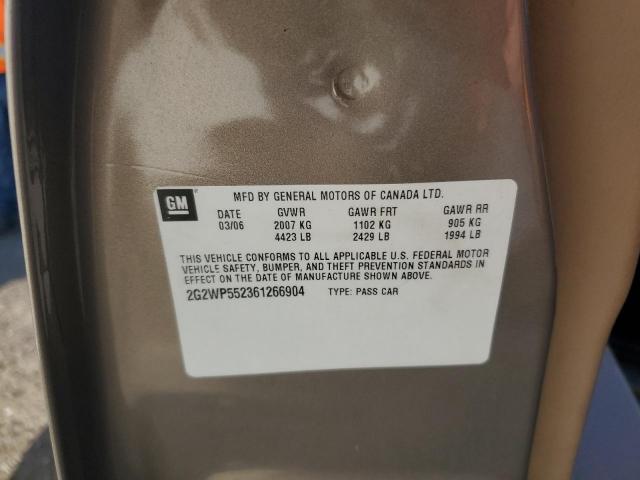 GM
MFD BY GENERAL MOTORS OF CANADA LTD.
DATE GVWR GAWR FRT GAWR RR
03/06 2007 KG 1102 KG 905 KG
4423 LB 2429 LB 1994 LB
THIS VEHICLE CONFORMS TO ALL APPLICABLE U.S. FEDERAL MOTOR
VEHICLE SAFETY, BUMPER, AND THEFT PREVENTION STANDARDS IN
EFFECT ON THE DATE OF MANUFACTURE SHOWN ABOVE.
2G2WP552361266904 TYPE: PASS CAR